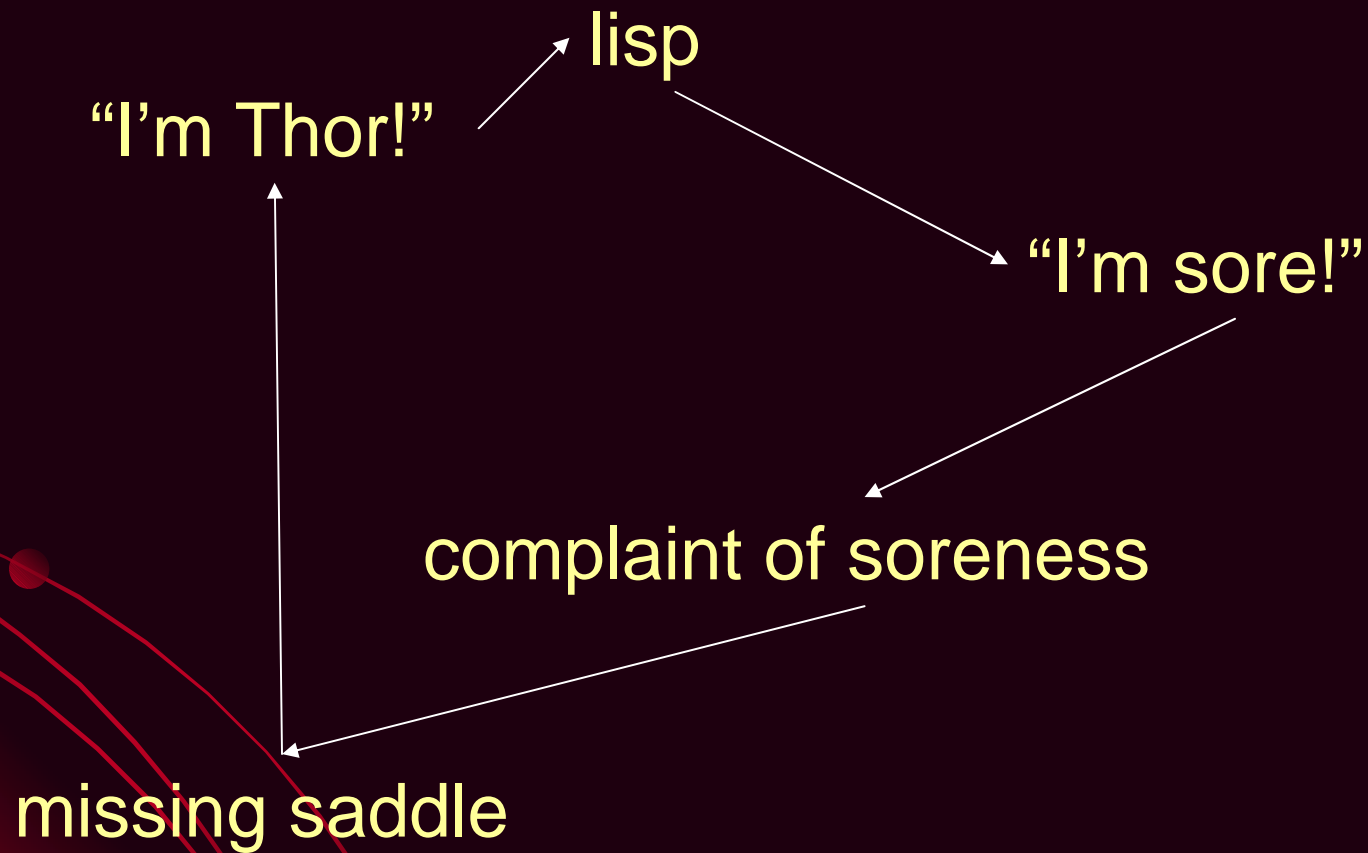 lisp
“I’m Thor!”
“I’m sore!”
complaint of soreness
missing saddle